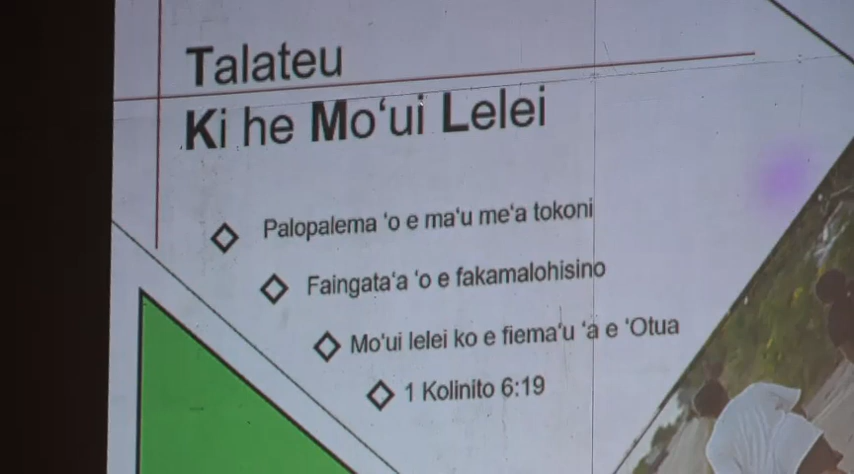 Talateu
Ki he Moʻui Lelei
Palopalema ʻo e maʻu meʻa tokoni
Faingataʻa ʻo e fakamalohisino
Moʻui lelei ko e fiemaʻu ʻa e ʻOtua
1 Kolinito 6:19